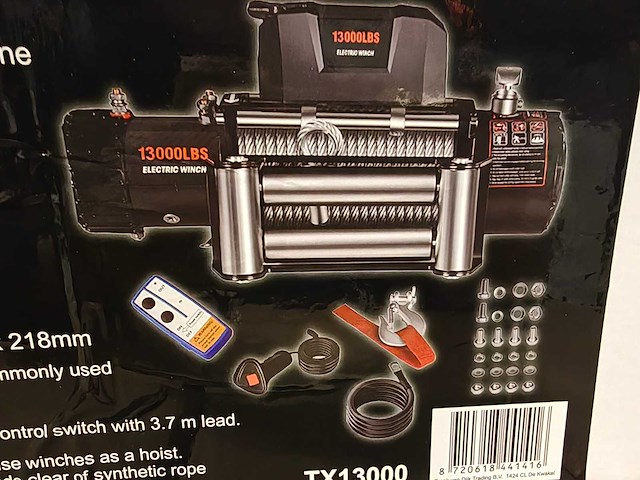 13000LBS
ELECTRIC WINCH
ne
13000LBS
ELECTRIC WINCH
218mm
mmonly used
ontrol switch with 3.7 m lead.
se winches as a hoist.
clear of synthetic rope
TX13000
8 720618 441416
Trading B.V. 1424 CL De Kwakel